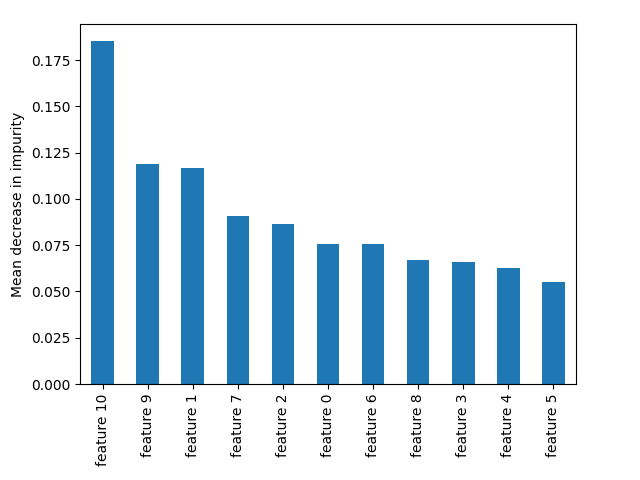 Mean decrease in impurity
0.175
0.150
0.125
0.100
0.075
0.050
0.025
0.000
feature 10
feature 9
feature 1
feature 7
feature 2
feature 0
feature 6
feature 8
feature 3
feature 4
feature 5